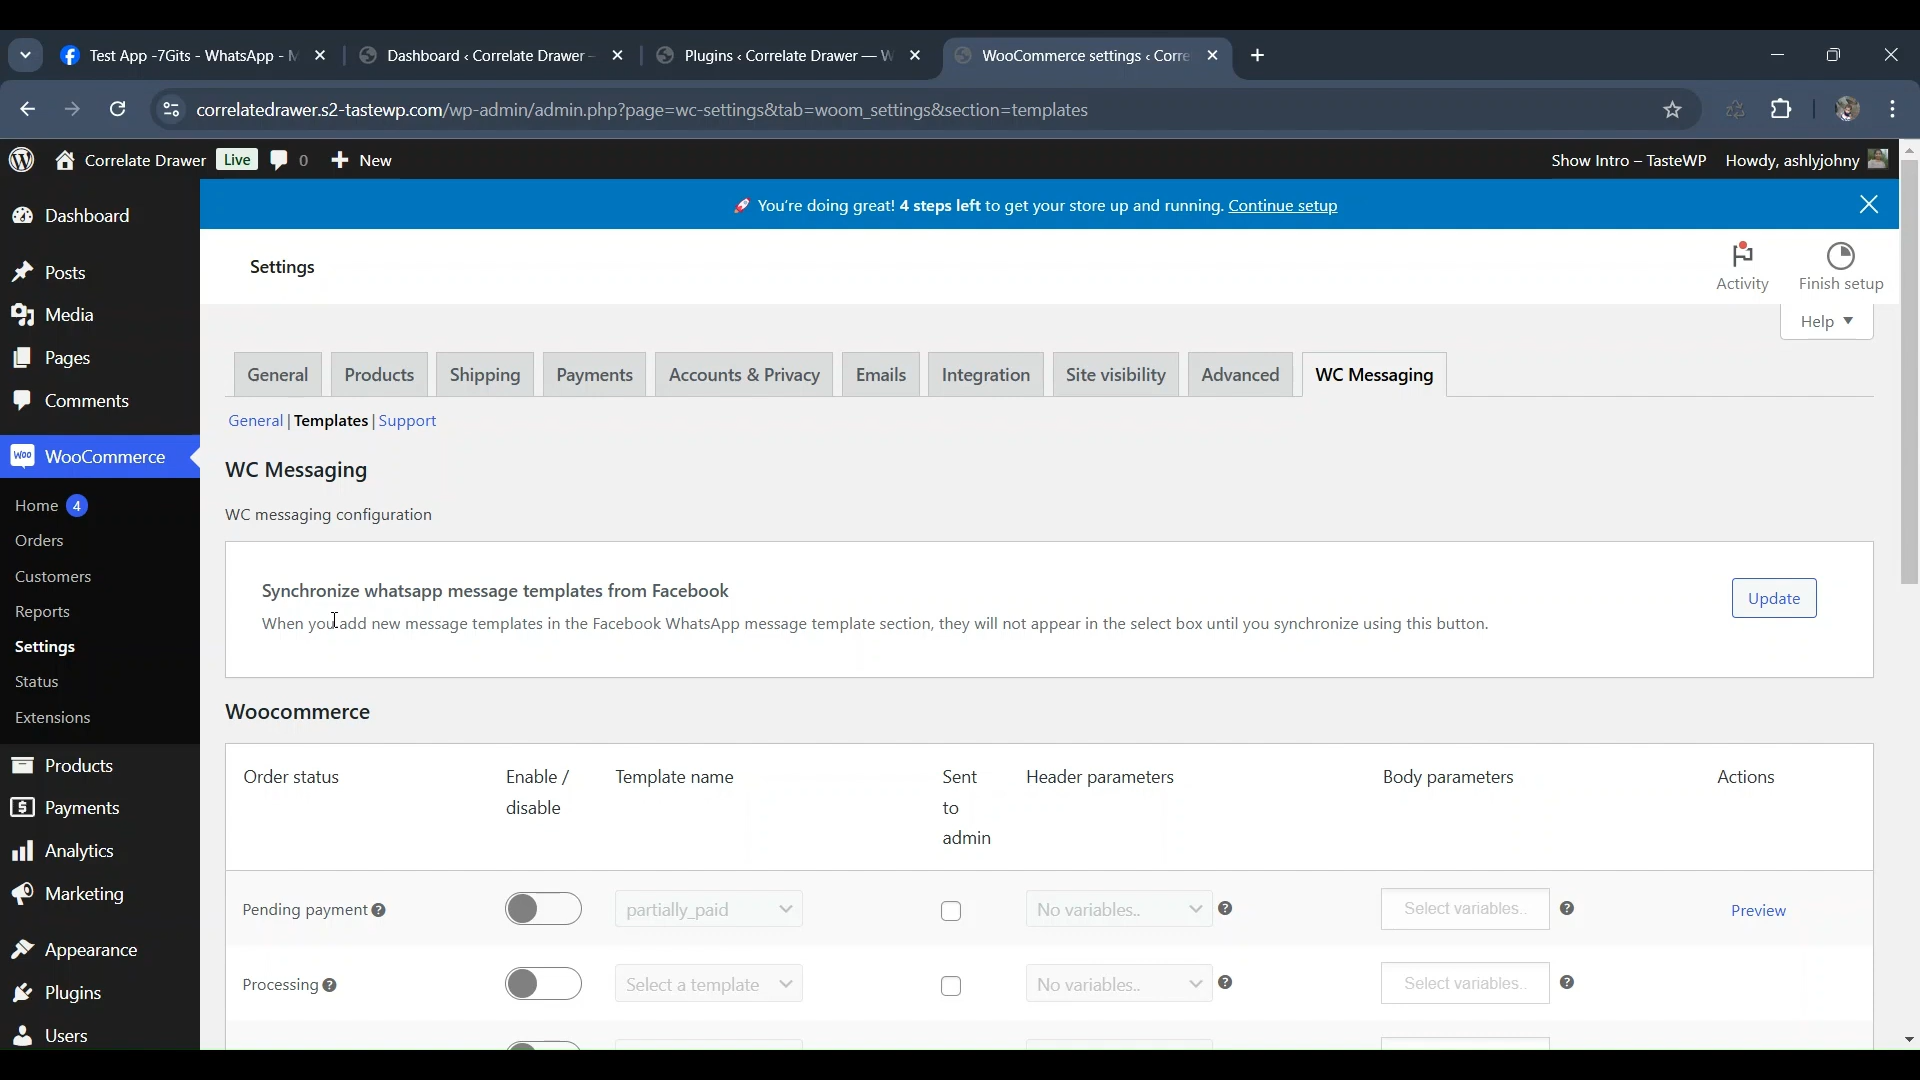 Test App -7Gits - WhatsApp - M
Dashboard ‹ Correlate Drawer -
Plugins ‹ Correlate Drawer — W
WooCommerce settings ‹ Corre
correlatedrawer.s2-tastewp.com/wp-admin/admin.php?page=wc-settings&tab=woom_settings&section=templates
Correlate Drawer Live 0 New
Show Intro – TasteWP Howdy, ashlyjohny
🚀 You're doing great! 4 steps left to get your store up and running. Continue setup
Dashboard
Posts
Media
Pages
Comments
Woo WooCommerce
Home 4
Orders
Customers
Reports
Settings
Status
Extensions
Products
Payments
Analytics
Marketing
Appearance
Plugins
Users
Settings
Activity
Finish setup
Help
General Products Shipping Payments Accounts & Privacy Emails Integration Site visibility Advanced WC Messaging
General | Templates | Support
WC Messaging
WC messaging configuration
Synchronize whatsapp message templates from Facebook
When you add new message templates in the Facebook WhatsApp message template section, they will not appear in the select box until you synchronize using this button.
Update
Woocommerce
Order status
Enable /
disable
Template name
Sent
to
admin
Header parameters
Body parameters
Actions
Pending payment ? partially_paid No variables.. ? Select variables.. ? Preview
Processing ? Select a template No variables.. ? Select variables.. ?